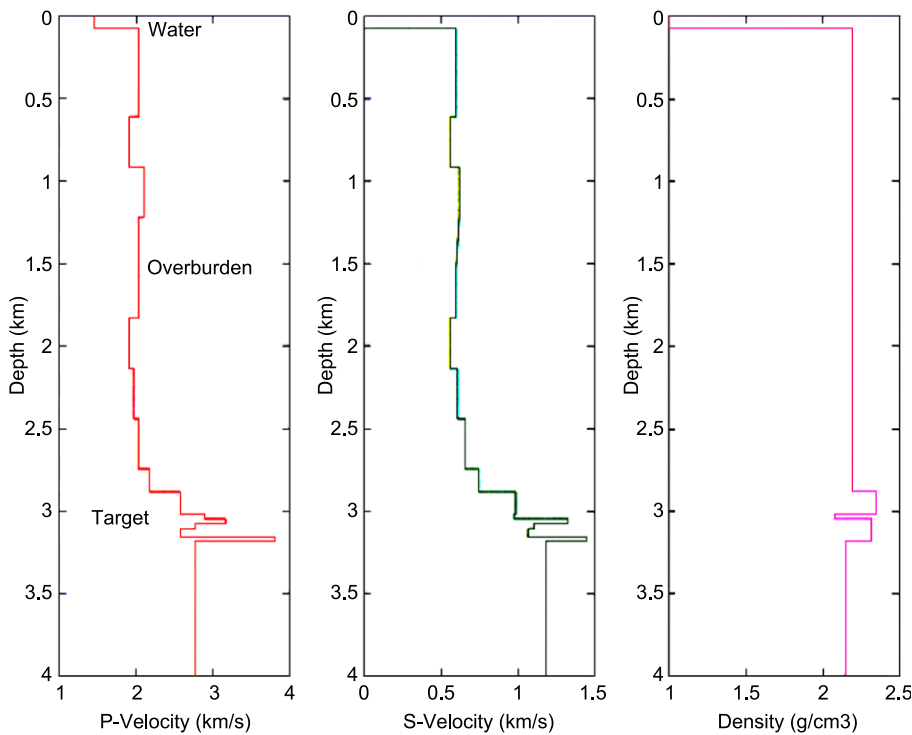 0
0.5
1
1.5
2
2.5
3
3.5
4
Depth (km)
Water
Overburden
Target
1 2 3 4
P-Velocity (km/s)
0
0.5
1
1.5
2
2.5
3
3.5
4
Depth (km)
0 0.5 1 1.5
S-Velocity (km/s)
0
0.5
1
1.5
2
2.5
3
3.5
4
Depth (km)
1 1.5 2 2.5
Density (g/cm3)